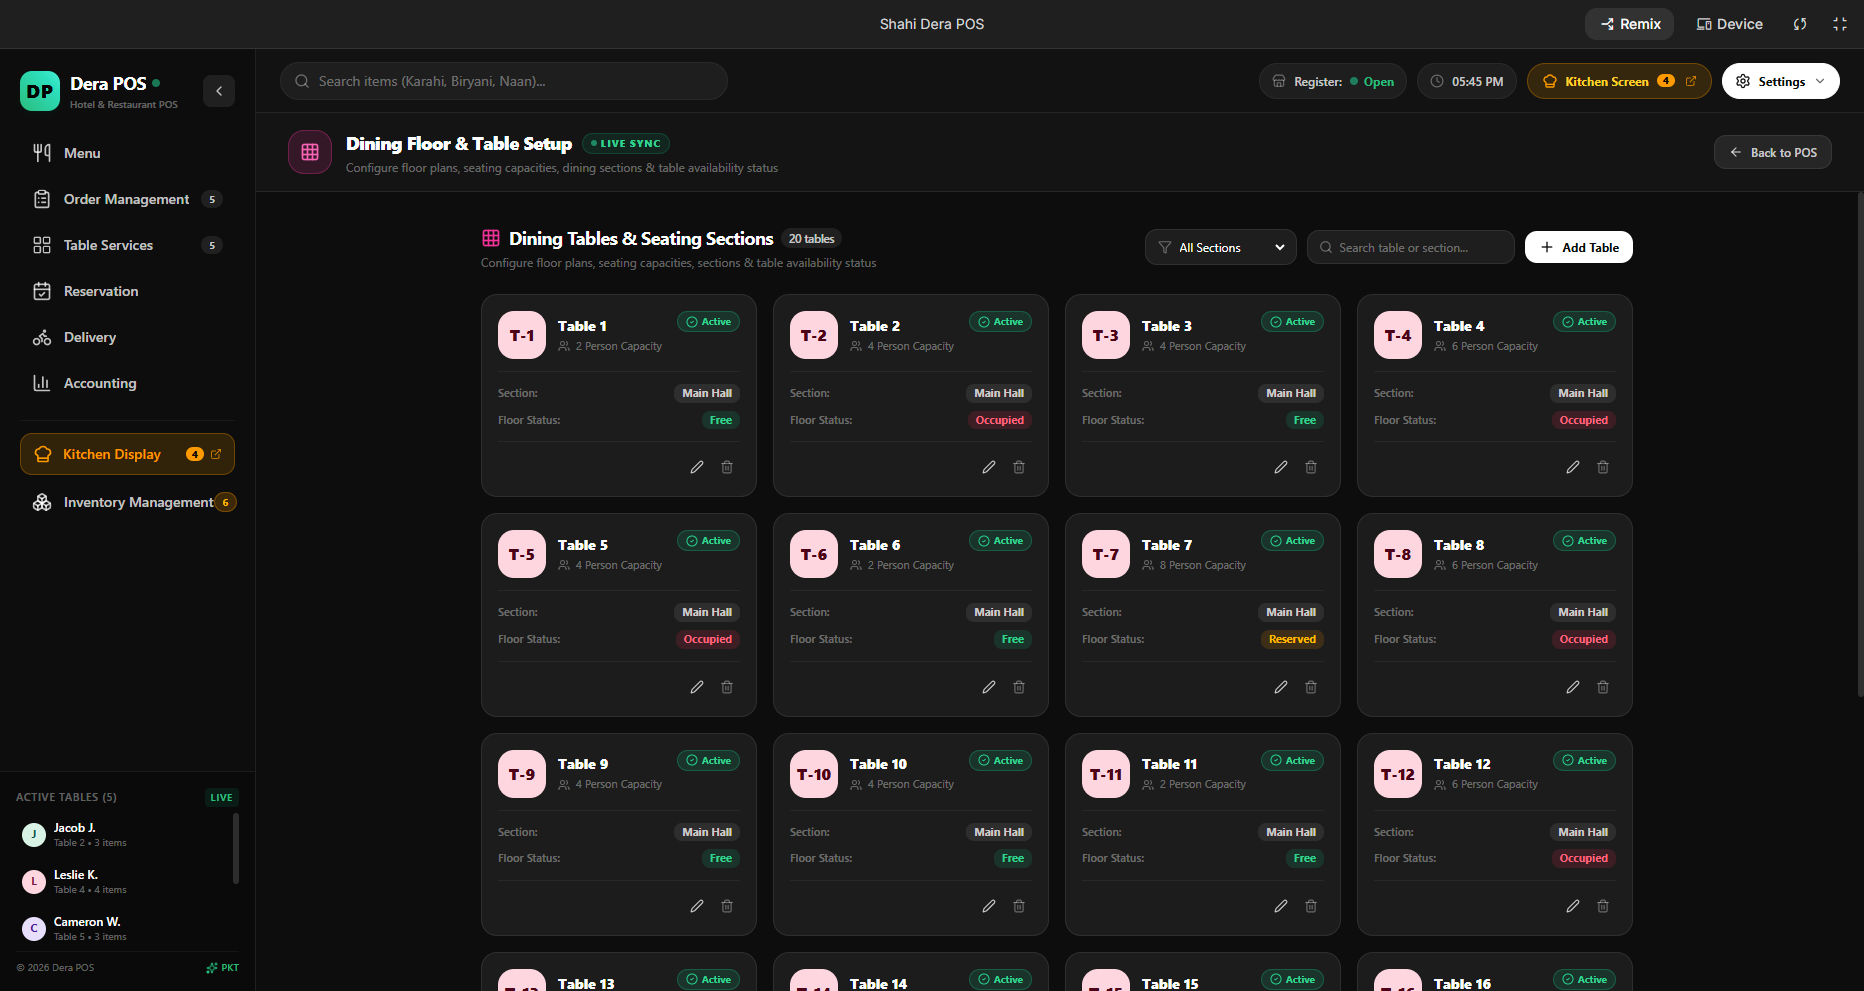 Shahi Dera POS
Remix
Device
DP
Dera POS
Hotel & Restaurant POS
Menu
Order Management 5
Table Services 5
Reservation
Delivery
Accounting
Kitchen Display 4
Inventory Management 6
ACTIVE TABLES (5) LIVE
J Jacob J.
Table 2 • 3 items
L Leslie K.
Table 4 • 4 items
C Cameron W.
Table 5 • 3 items
© 2026 Dera POS PKT
Search items (Karahi, Biryani, Naan)...
Register: Open
05:45 PM
Kitchen Screen 4
Settings
Dining Floor & Table Setup LIVE SYNC
Configure floor plans, seating capacities, dining sections & table availability status
Back to POS
Dining Tables & Seating Sections 20 tables
Configure floor plans, seating capacities, sections & table availability status
All Sections
Search table or section...
Add Table
T-1 Table 1 Active
2 Person Capacity
Section: Main Hall
Floor Status: Free
T-2 Table 2 Active
4 Person Capacity
Section: Main Hall
Floor Status: Occupied
T-3 Table 3 Active
4 Person Capacity
Section: Main Hall
Floor Status: Free
T-4 Table 4 Active
6 Person Capacity
Section: Main Hall
Floor Status: Occupied
T-5 Table 5 Active
4 Person Capacity
Section: Main Hall
Floor Status: Occupied
T-6 Table 6 Active
2 Person Capacity
Section: Main Hall
Floor Status: Free
T-7 Table 7 Active
8 Person Capacity
Section: Main Hall
Floor Status: Reserved
T-8 Table 8 Active
6 Person Capacity
Section: Main Hall
Floor Status: Occupied
T-9 Table 9 Active
4 Person Capacity
Section: Main Hall
Floor Status: Free
T-10 Table 10 Active
4 Person Capacity
Section: Main Hall
Floor Status: Free
T-11 Table 11 Active
2 Person Capacity
Section: Main Hall
Floor Status: Free
T-12 Table 12 Active
6 Person Capacity
Section: Main Hall
Floor Status: Occupied
T-13 Table 13 Active
T-14 Table 14 Active
T-15 Table 15 Active
T-16 Table 16 Active